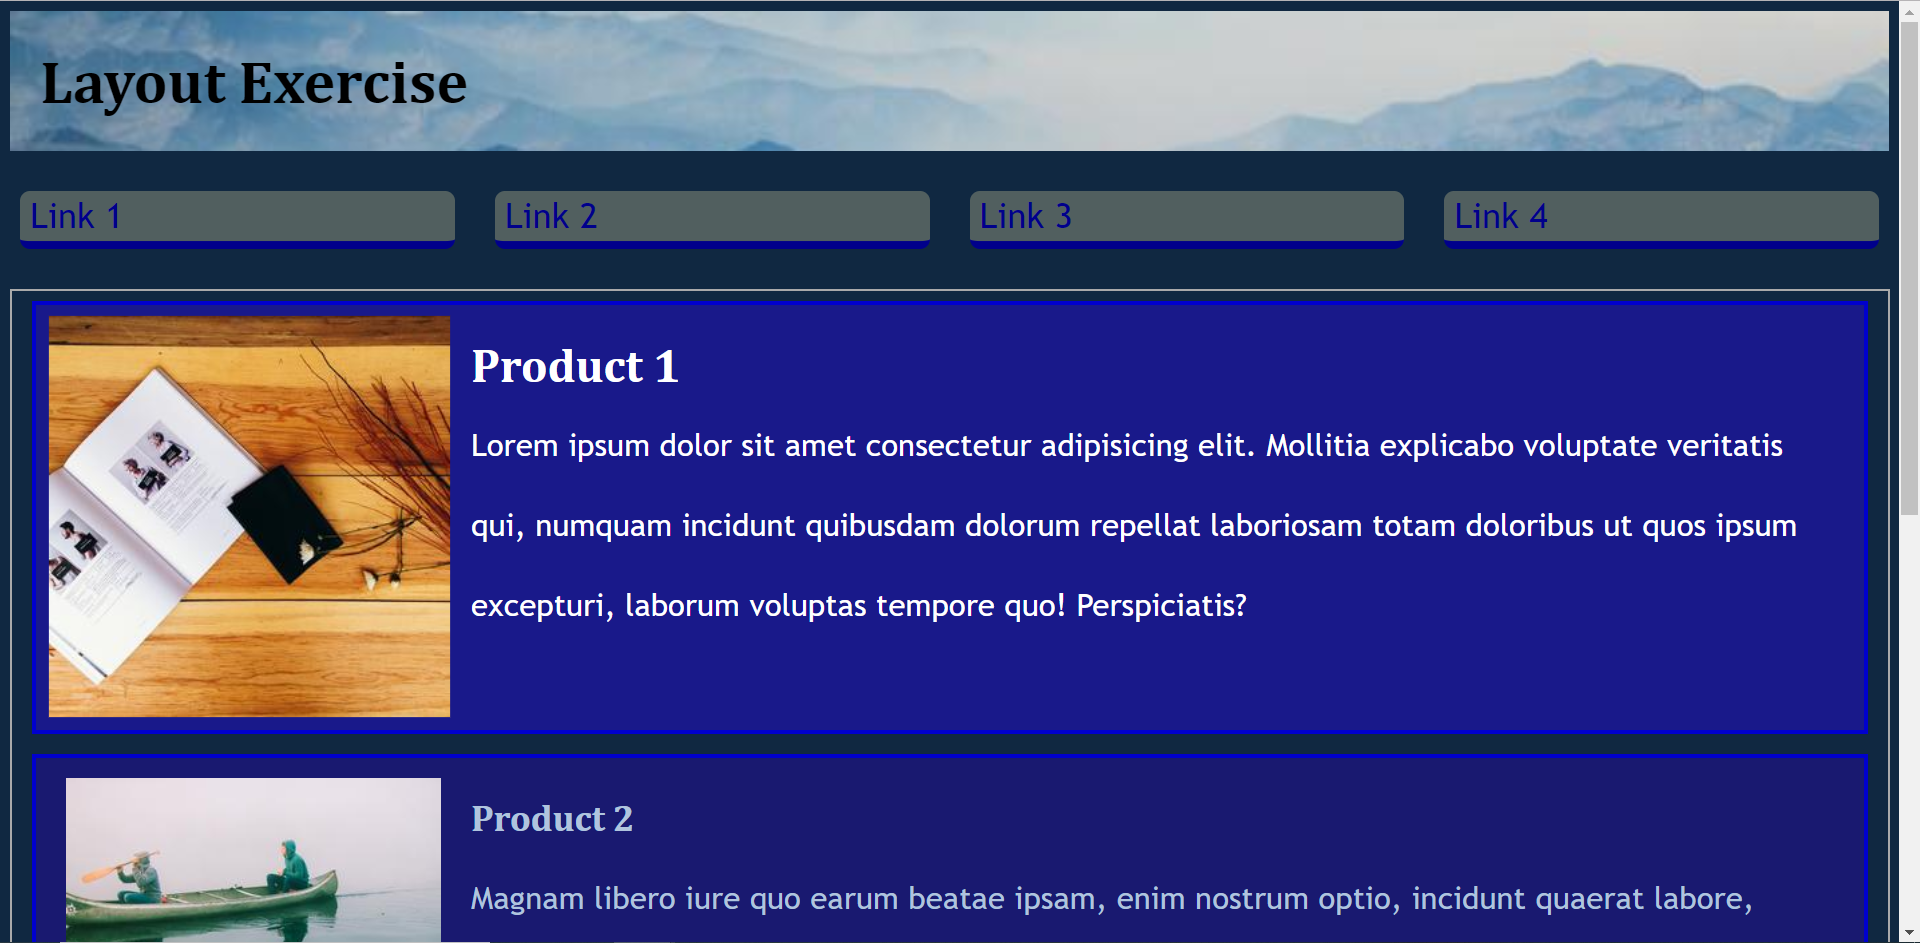 Layout Exercise
Link 1
Link 2
Link 3
Link 4
Product 1
Lorem ipsum dolor sit amet consectetur adipisicing elit. Mollitia explicabo voluptate veritatis
qui, numquam incidunt quibusdam dolorum repellat laboriosam totam doloribus ut quos ipsum
excepturi, laborum voluptas tempore quo! Perspiciatis?
Product 2
Magnam libero iure quo earum beatae ipsam, enim nostrum optio, incidunt quaerat labore,